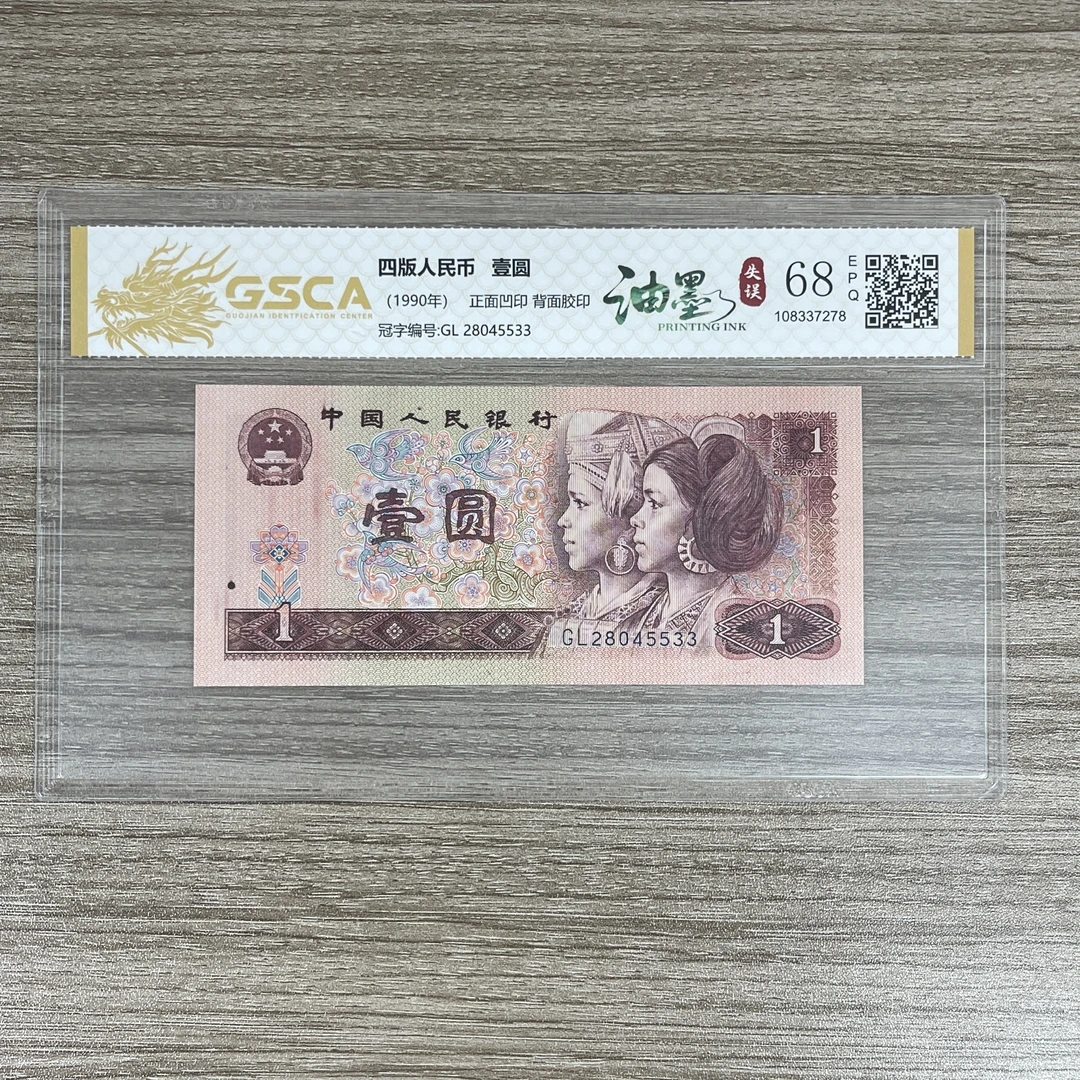 GSCA
GUOJIAN IDENTFICATION CENTER
四版人民币 壹圆
(1990年) 正面凹印 背面胶印
冠字编号:GL 28045533
油墨
PRINTING INK
失误
68
EPQ
108337278
中国人民银行
壹圆
1
1
GL28045533
1